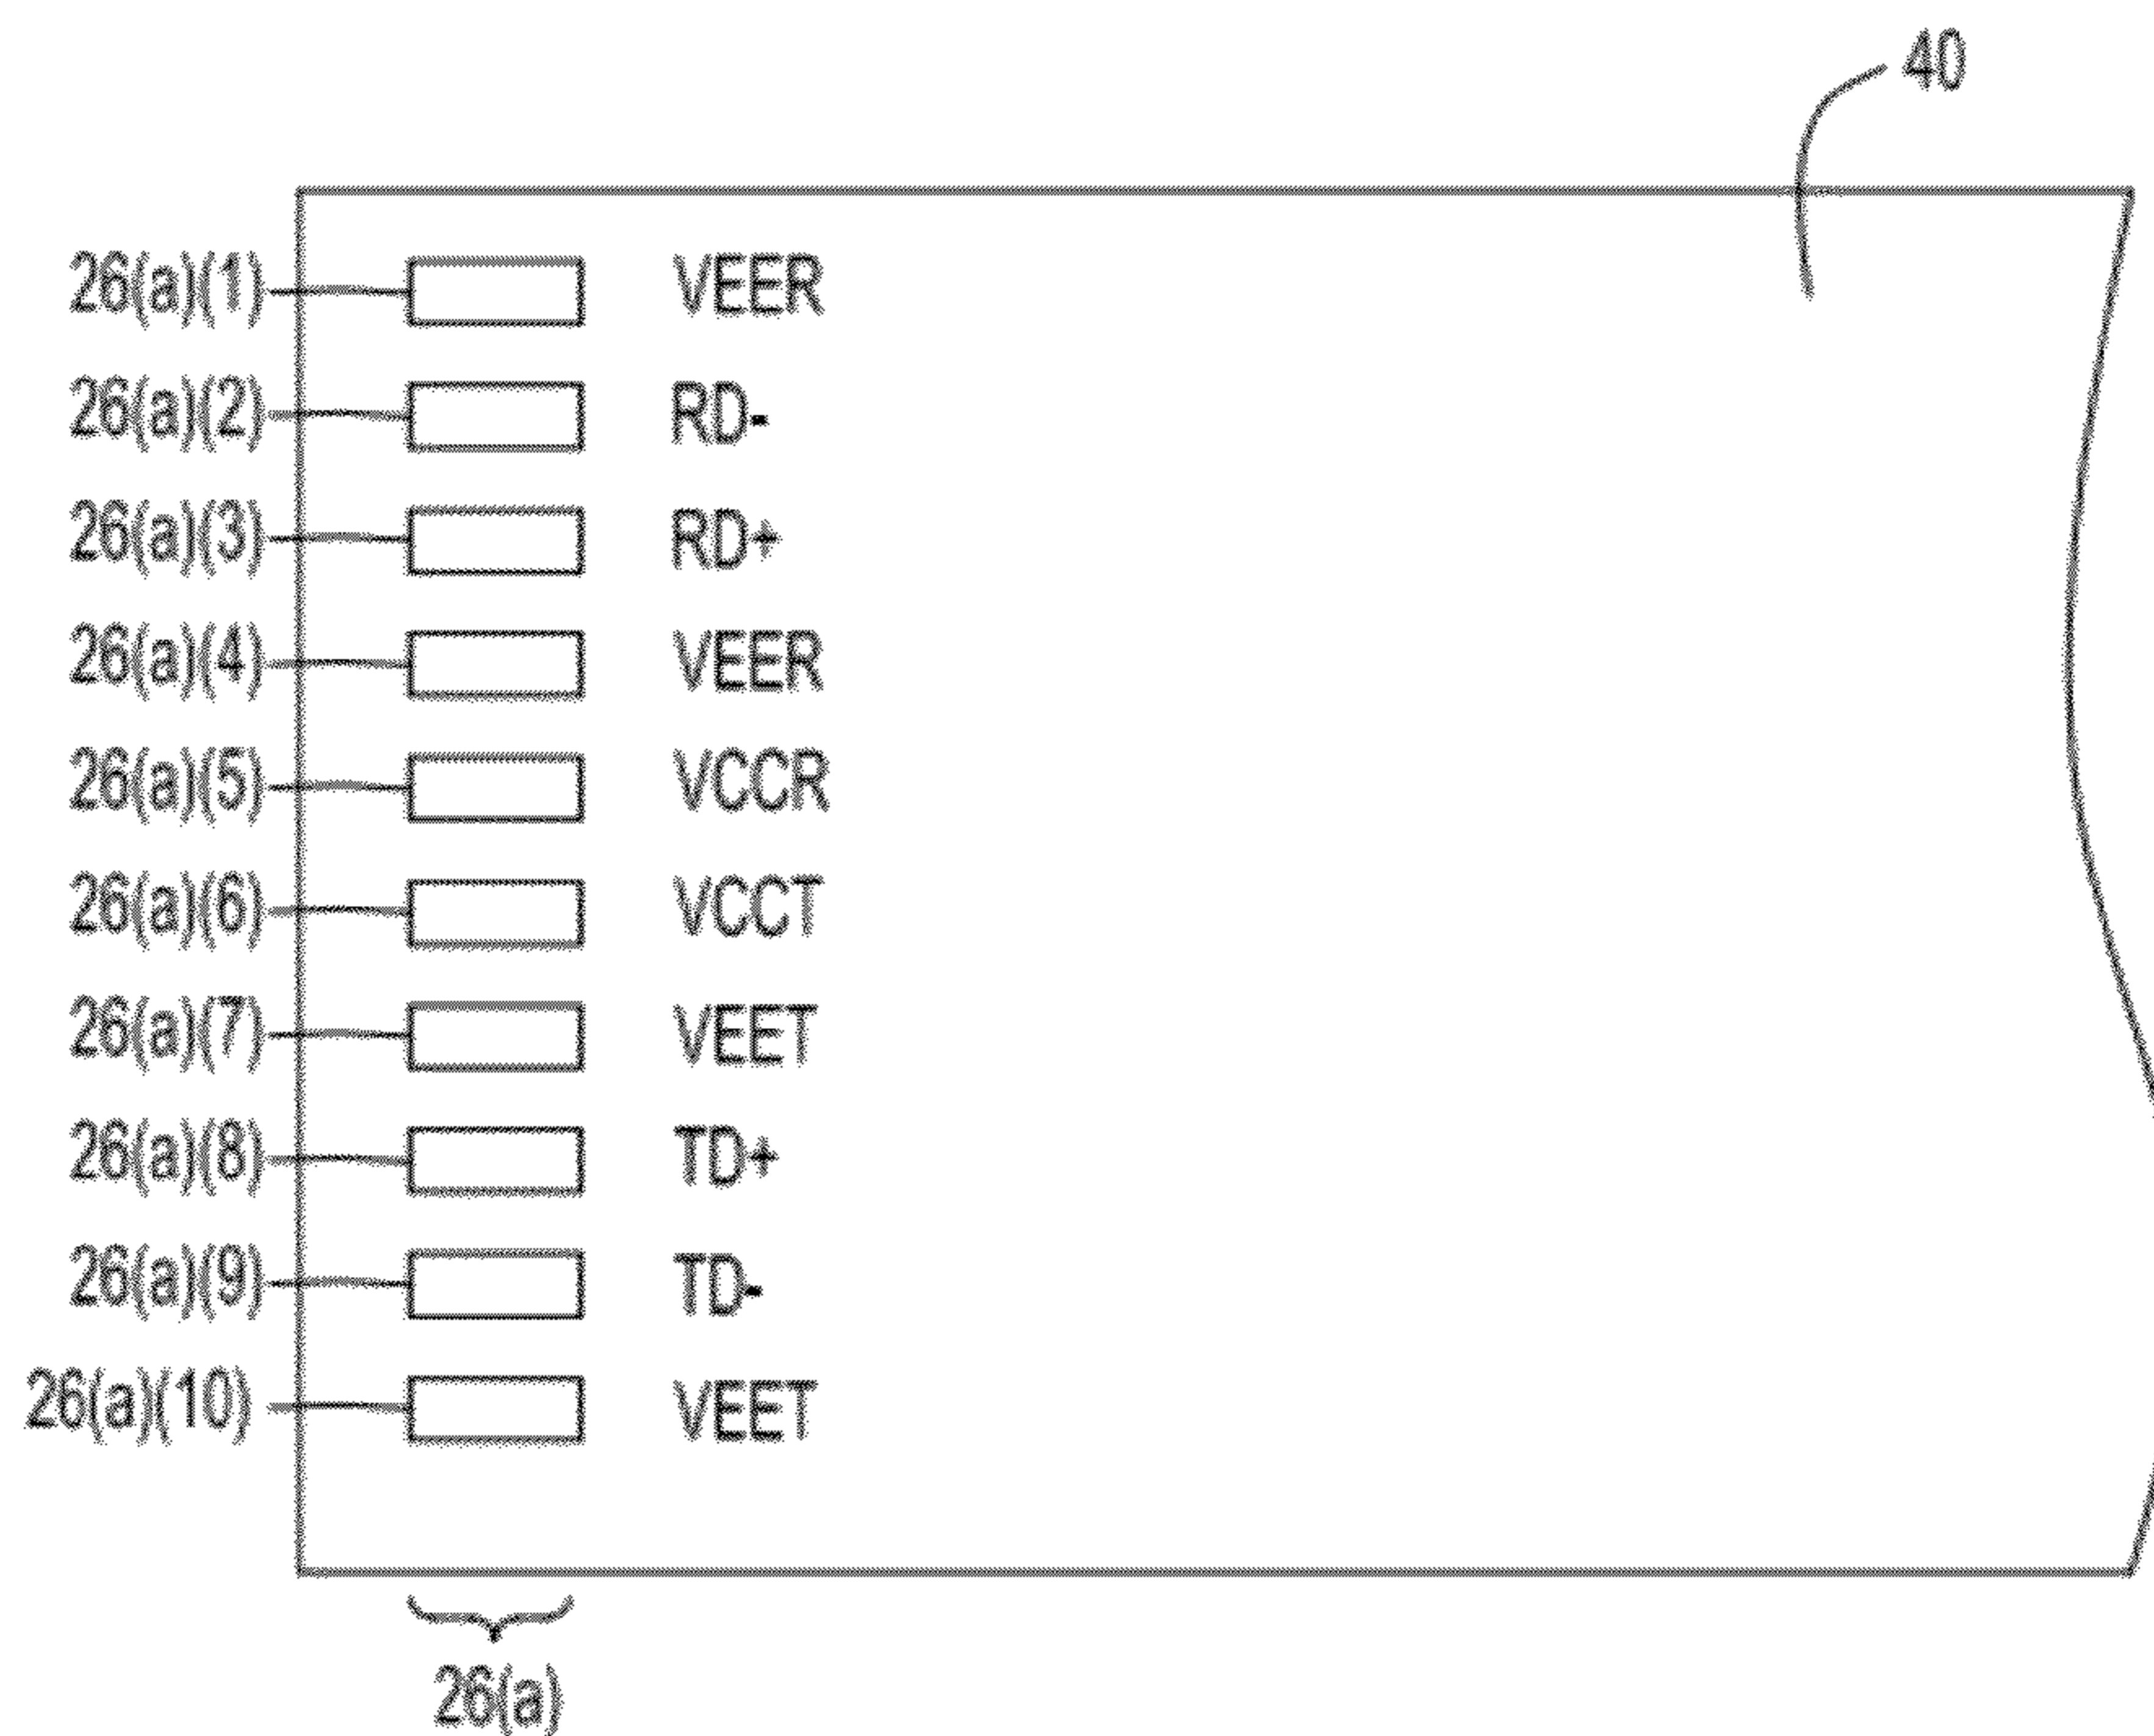 40
26(a)(1) VEER
26(a)(2) RD-
26(a)(3) RD+
26(a)(4) VEER
26(a)(5) VCCR
26(a)(6) VCCT
26(a)(7) VEET
26(a)(8) TD+
26(a)(9) TD-
26(a)(10) VEET
26(a)